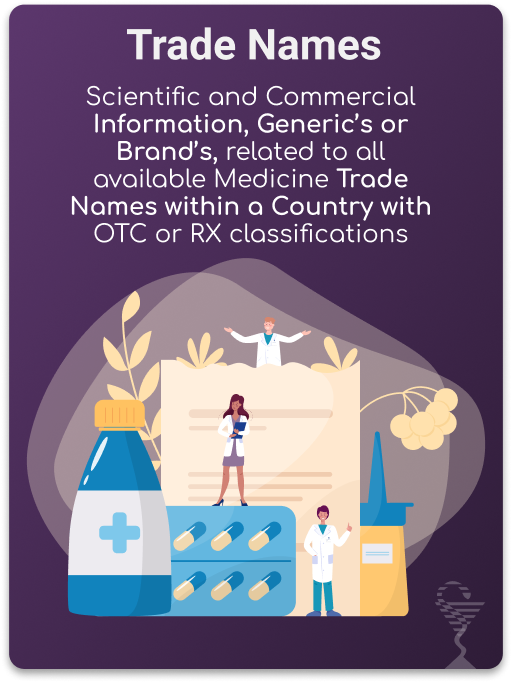 Trade Names
Scientific and Commercial
Information, Generic's or
Brand's, related to all
available Medicine Trade
Names within a Country with
OTC or RX classifications